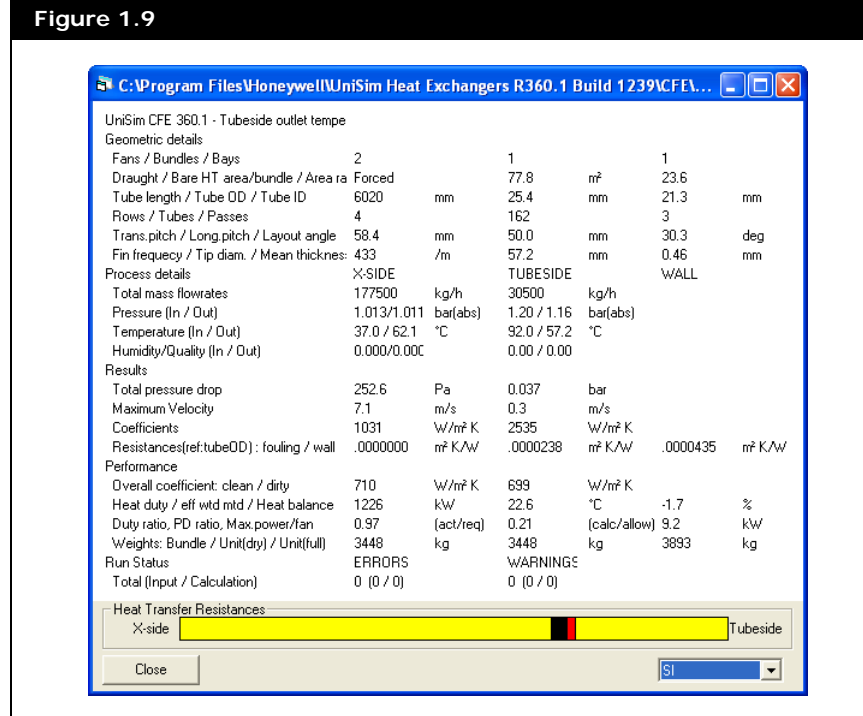 Figure 1.9
C:\Program Files\Honeywell\UniSim Heat Exchangers R360.1 Build 1239\CFE\...
UniSim CFE 360.1 - Tubeside outlet tempe
Geometric details
Fans / Bundles / Bays 2 1 1
Draught / Bare HT area/bundle / Area ra Forced 77.8 m² 23.6
Tube length / Tube OD / Tube ID 6020 mm 25.4 mm 21.3 mm
Rows / Tubes / Passes 4 162 3
Trans.pitch / Long.pitch / Layout angle 58.4 mm 50.0 mm 30.3 deg
Fin frequecy / Tip diam. / Mean thicknes: 433 /m 57.2 mm 0.46 mm
Process details X-SIDE TUBESIDE WALL
Total mass flowrates 177500 kg/h 30500 kg/h
Pressure (In / Out) 1.013/1.011 bar(abs) 1.20 / 1.16 bar(abs)
Temperature (In / Out) 37.0 / 62.1 °C 92.0 / 57.2 °C
Humidity/Quality (In / Out) 0.000/0.00C 0.00 / 0.00
Results
Total pressure drop 252.6 Pa 0.037 bar
Maximum Velocity 7.1 m/s 0.3 m/s
Coefficients 1031 W/m² K 2535 W/m² K
Resistances(ref:tubeOD) : fouling / wall .0000000 m² K/W .0000238 m² K/W .0000435 m² K/W
Performance
Overall coefficient: clean / dirty 710 W/m² K 699 W/m² K
Heat duty / eff wtd mtd / Heat balance 1226 kW 22.6 °C -1.7 %
Duty ratio, PD ratio, Max.power/fan 0.97 (act/req) 0.21 (calc/allow) 9.2 kW
Weights: Bundle / Unit(dry) / Unit(full) 3448 kg 3448 kg 3893 kg
Run Status ERRORS WARNINGS
Total (Input / Calculation) 0 (0 / 0) 0 (0 / 0)
Heat Transfer Resistances
X-side Tubeside
Close SI